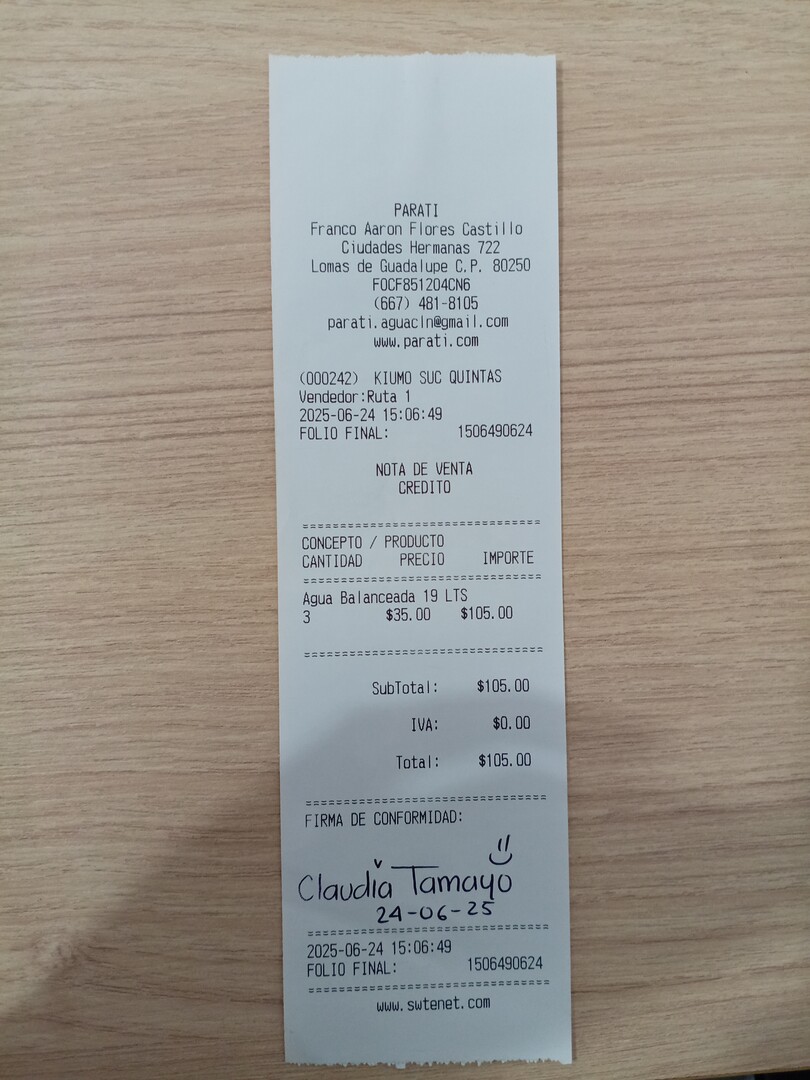 PARATI
Franco Aaron Flores Castillo
Ciudades Hermanas 722
Lomas de Guadalupe C.P. 80250
FOCF851204CN6
(667) 481-8105
parati.aguacln@gmail.com
www.parati.com
(000242) KIUMO SUC QUINTAS
Vendedor:Ruta 1
2025-06-24 15:06:49
FOLIO FINAL: 1506490624
NOTA DE VENTA
CREDITO
================================
CONCEPTO / PRODUCTO
CANTIDAD PRECIO IMPORTE
================================
Agua Balanceada 19 LTS
3 $35.00 $105.00
================================
SubTotal: $105.00
IVA: $0.00
Total: $105.00
================================
FIRMA DE CONFORMIDAD:
Claudia Tamayo
24-06-25
================================
2025-06-24 15:06:49
FOLIO FINAL: 1506490624
================================
www.swtenet.com